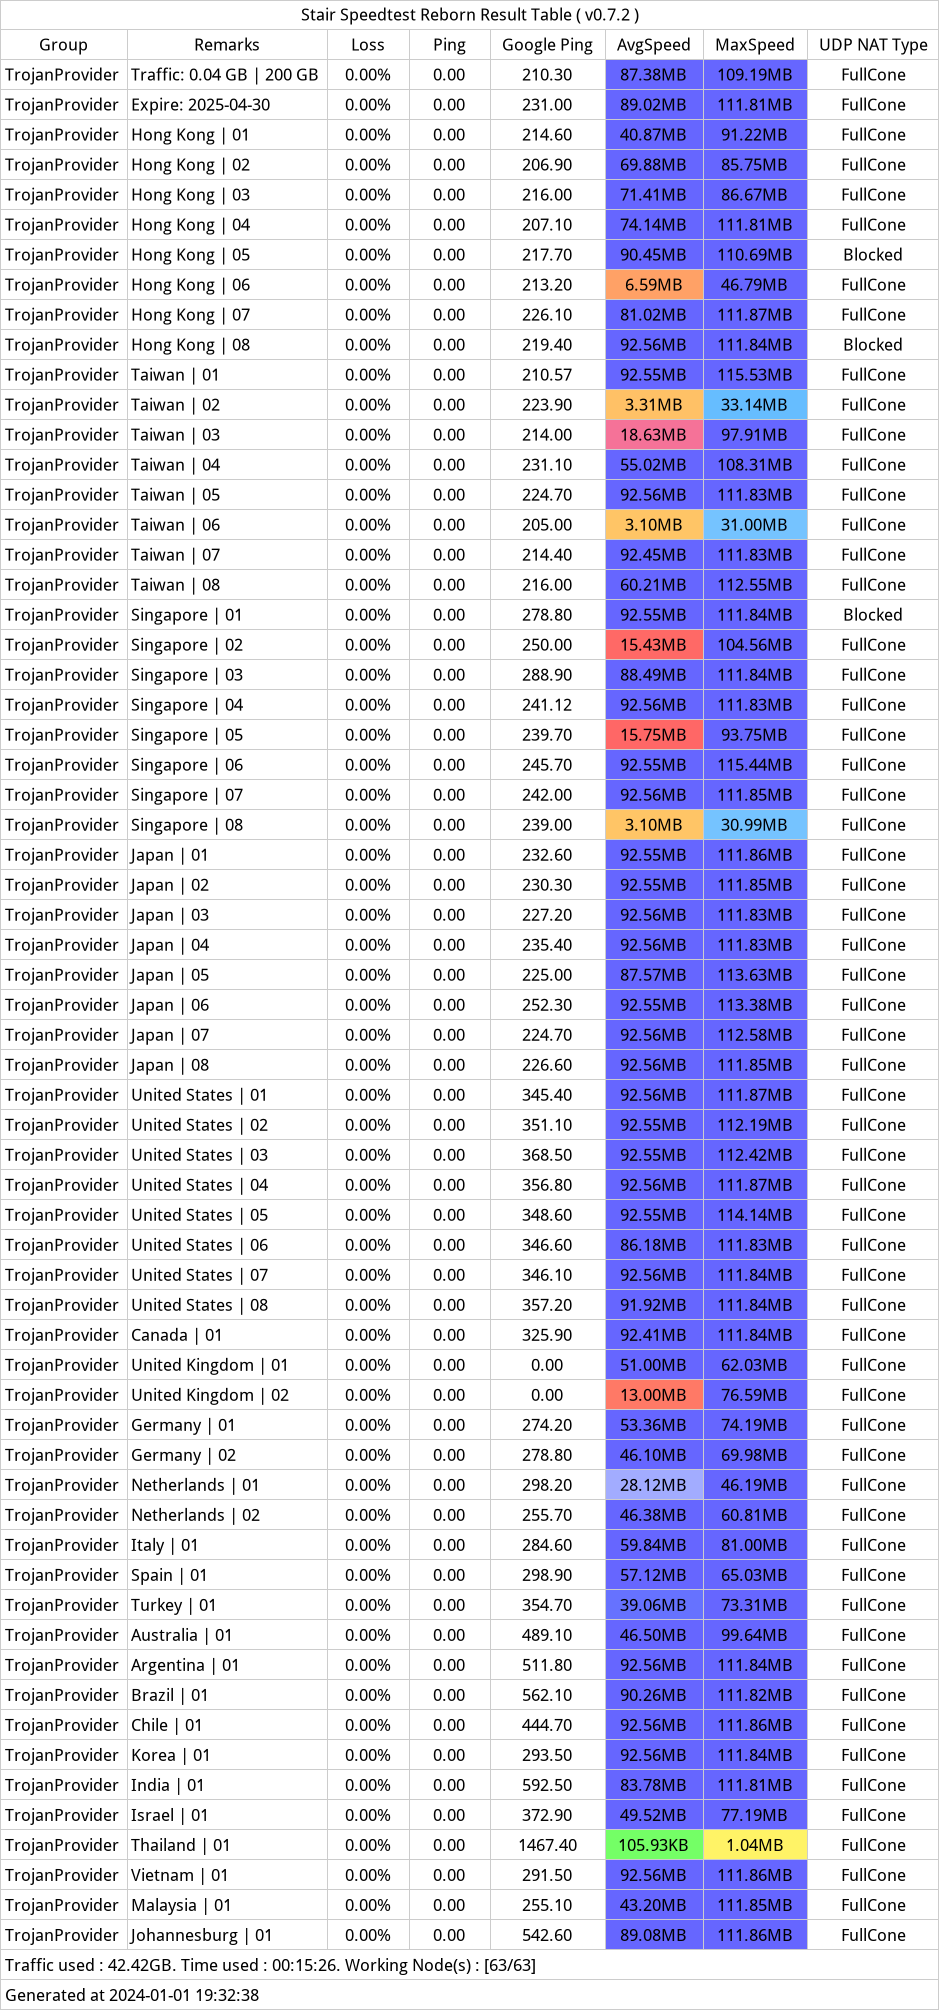 Stair Speedtest Reborn Result Table ( v0.7.2 )
Group Remarks Loss Ping Google Ping AvgSpeed MaxSpeed UDP NAT Type
TrojanProvider Traffic: 0.04 GB | 200 GB 0.00% 0.00 210.30 87.38MB 109.19MB FullCone
TrojanProvider Expire: 2025-04-30 0.00% 0.00 231.00 89.02MB 111.81MB FullCone
TrojanProvider Hong Kong | 01 0.00% 0.00 214.60 40.87MB 91.22MB FullCone
TrojanProvider Hong Kong | 02 0.00% 0.00 206.90 69.88MB 85.75MB FullCone
TrojanProvider Hong Kong | 03 0.00% 0.00 216.00 71.41MB 86.67MB FullCone
TrojanProvider Hong Kong | 04 0.00% 0.00 207.10 74.14MB 111.81MB FullCone
TrojanProvider Hong Kong | 05 0.00% 0.00 217.70 90.45MB 110.69MB Blocked
TrojanProvider Hong Kong | 06 0.00% 0.00 213.20 6.59MB 46.79MB FullCone
TrojanProvider Hong Kong | 07 0.00% 0.00 226.10 81.02MB 111.87MB FullCone
TrojanProvider Hong Kong | 08 0.00% 0.00 219.40 92.56MB 111.84MB Blocked
TrojanProvider Taiwan | 01 0.00% 0.00 210.57 92.55MB 115.53MB FullCone
TrojanProvider Taiwan | 02 0.00% 0.00 223.90 3.31MB 33.14MB FullCone
TrojanProvider Taiwan | 03 0.00% 0.00 214.00 18.63MB 97.91MB FullCone
TrojanProvider Taiwan | 04 0.00% 0.00 231.10 55.02MB 108.31MB FullCone
TrojanProvider Taiwan | 05 0.00% 0.00 224.70 92.56MB 111.83MB FullCone
TrojanProvider Taiwan | 06 0.00% 0.00 205.00 3.10MB 31.00MB FullCone
TrojanProvider Taiwan | 07 0.00% 0.00 214.40 92.45MB 111.83MB FullCone
TrojanProvider Taiwan | 08 0.00% 0.00 216.00 60.21MB 112.55MB FullCone
TrojanProvider Singapore | 01 0.00% 0.00 278.80 92.55MB 111.84MB Blocked
TrojanProvider Singapore | 02 0.00% 0.00 250.00 15.43MB 104.56MB FullCone
TrojanProvider Singapore | 03 0.00% 0.00 288.90 88.49MB 111.84MB FullCone
TrojanProvider Singapore | 04 0.00% 0.00 241.12 92.56MB 111.83MB FullCone
TrojanProvider Singapore | 05 0.00% 0.00 239.70 15.75MB 93.75MB FullCone
TrojanProvider Singapore | 06 0.00% 0.00 245.70 92.55MB 115.44MB FullCone
TrojanProvider Singapore | 07 0.00% 0.00 242.00 92.56MB 111.85MB FullCone
TrojanProvider Singapore | 08 0.00% 0.00 239.00 3.10MB 30.99MB FullCone
TrojanProvider Japan | 01 0.00% 0.00 232.60 92.55MB 111.86MB FullCone
TrojanProvider Japan | 02 0.00% 0.00 230.30 92.55MB 111.85MB FullCone
TrojanProvider Japan | 03 0.00% 0.00 227.20 92.56MB 111.83MB FullCone
TrojanProvider Japan | 04 0.00% 0.00 235.40 92.56MB 111.83MB FullCone
TrojanProvider Japan | 05 0.00% 0.00 225.00 87.57MB 113.63MB FullCone
TrojanProvider Japan | 06 0.00% 0.00 252.30 92.55MB 113.38MB FullCone
TrojanProvider Japan | 07 0.00% 0.00 224.70 92.56MB 112.58MB FullCone
TrojanProvider Japan | 08 0.00% 0.00 226.60 92.56MB 111.85MB FullCone
TrojanProvider United States | 01 0.00% 0.00 345.40 92.56MB 111.87MB FullCone
TrojanProvider United States | 02 0.00% 0.00 351.10 92.55MB 112.19MB FullCone
TrojanProvider United States | 03 0.00% 0.00 368.50 92.55MB 112.42MB FullCone
TrojanProvider United States | 04 0.00% 0.00 356.80 92.56MB 111.87MB FullCone
TrojanProvider United States | 05 0.00% 0.00 348.60 92.55MB 114.14MB FullCone
TrojanProvider United States | 06 0.00% 0.00 346.60 86.18MB 111.83MB FullCone
TrojanProvider United States | 07 0.00% 0.00 346.10 92.56MB 111.84MB FullCone
TrojanProvider United States | 08 0.00% 0.00 357.20 91.92MB 111.84MB FullCone
TrojanProvider Canada | 01 0.00% 0.00 325.90 92.41MB 111.84MB FullCone
TrojanProvider United Kingdom | 01 0.00% 0.00 0.00 51.00MB 62.03MB FullCone
TrojanProvider United Kingdom | 02 0.00% 0.00 0.00 13.00MB 76.59MB FullCone
TrojanProvider Germany | 01 0.00% 0.00 274.20 53.36MB 74.19MB FullCone
TrojanProvider Germany | 02 0.00% 0.00 278.80 46.10MB 69.98MB FullCone
TrojanProvider Netherlands | 01 0.00% 0.00 298.20 28.12MB 46.19MB FullCone
TrojanProvider Netherlands | 02 0.00% 0.00 255.70 46.38MB 60.81MB FullCone
TrojanProvider Italy | 01 0.00% 0.00 284.60 59.84MB 81.00MB FullCone
TrojanProvider Spain | 01 0.00% 0.00 298.90 57.12MB 65.03MB FullCone
TrojanProvider Turkey | 01 0.00% 0.00 354.70 39.06MB 73.31MB FullCone
TrojanProvider Australia | 01 0.00% 0.00 489.10 46.50MB 99.64MB FullCone
TrojanProvider Argentina | 01 0.00% 0.00 511.80 92.56MB 111.84MB FullCone
TrojanProvider Brazil | 01 0.00% 0.00 562.10 90.26MB 111.82MB FullCone
TrojanProvider Chile | 01 0.00% 0.00 444.70 92.56MB 111.86MB FullCone
TrojanProvider Korea | 01 0.00% 0.00 293.50 92.56MB 111.84MB FullCone
TrojanProvider India | 01 0.00% 0.00 592.50 83.78MB 111.81MB FullCone
TrojanProvider Israel | 01 0.00% 0.00 372.90 49.52MB 77.19MB FullCone
TrojanProvider Thailand | 01 0.00% 0.00 1467.40 105.93KB 1.04MB FullCone
TrojanProvider Vietnam | 01 0.00% 0.00 291.50 92.56MB 111.86MB FullCone
TrojanProvider Malaysia | 01 0.00% 0.00 255.10 43.20MB 111.85MB FullCone
TrojanProvider Johannesburg | 01 0.00% 0.00 542.60 89.08MB 111.86MB FullCone
Traffic used : 42.42GB. Time used : 00:15:26. Working Node(s) : [63/63]
Generated at 2024-01-01 19:32:38